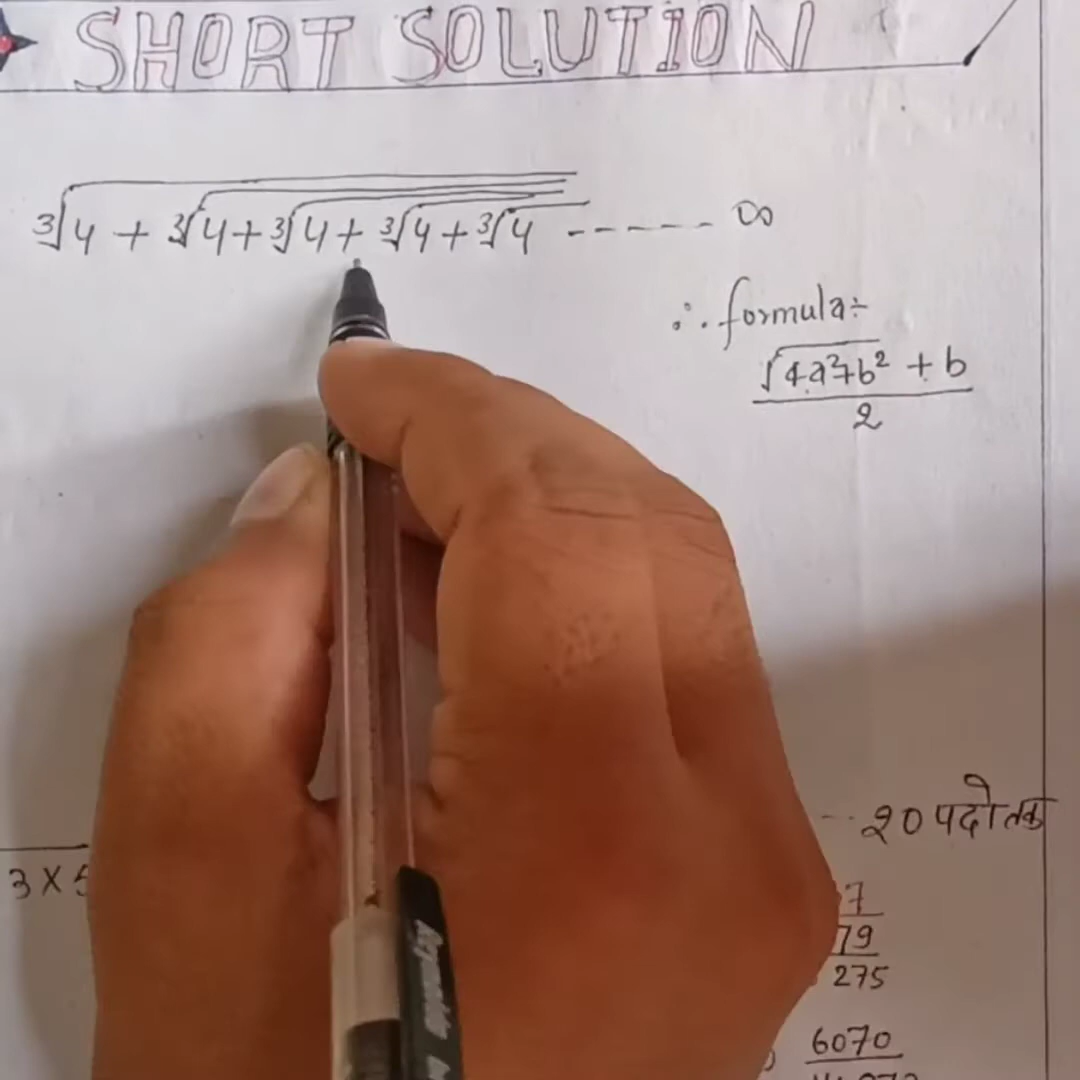 SHORT SOLUTION
∛4 + ∛4 + ∛4 + ∛4 + ∛4 ------ ∞
∴ formula÷
√4a²+b² + b
2
20 पदो तक
3 X 5
7
79
275
6070